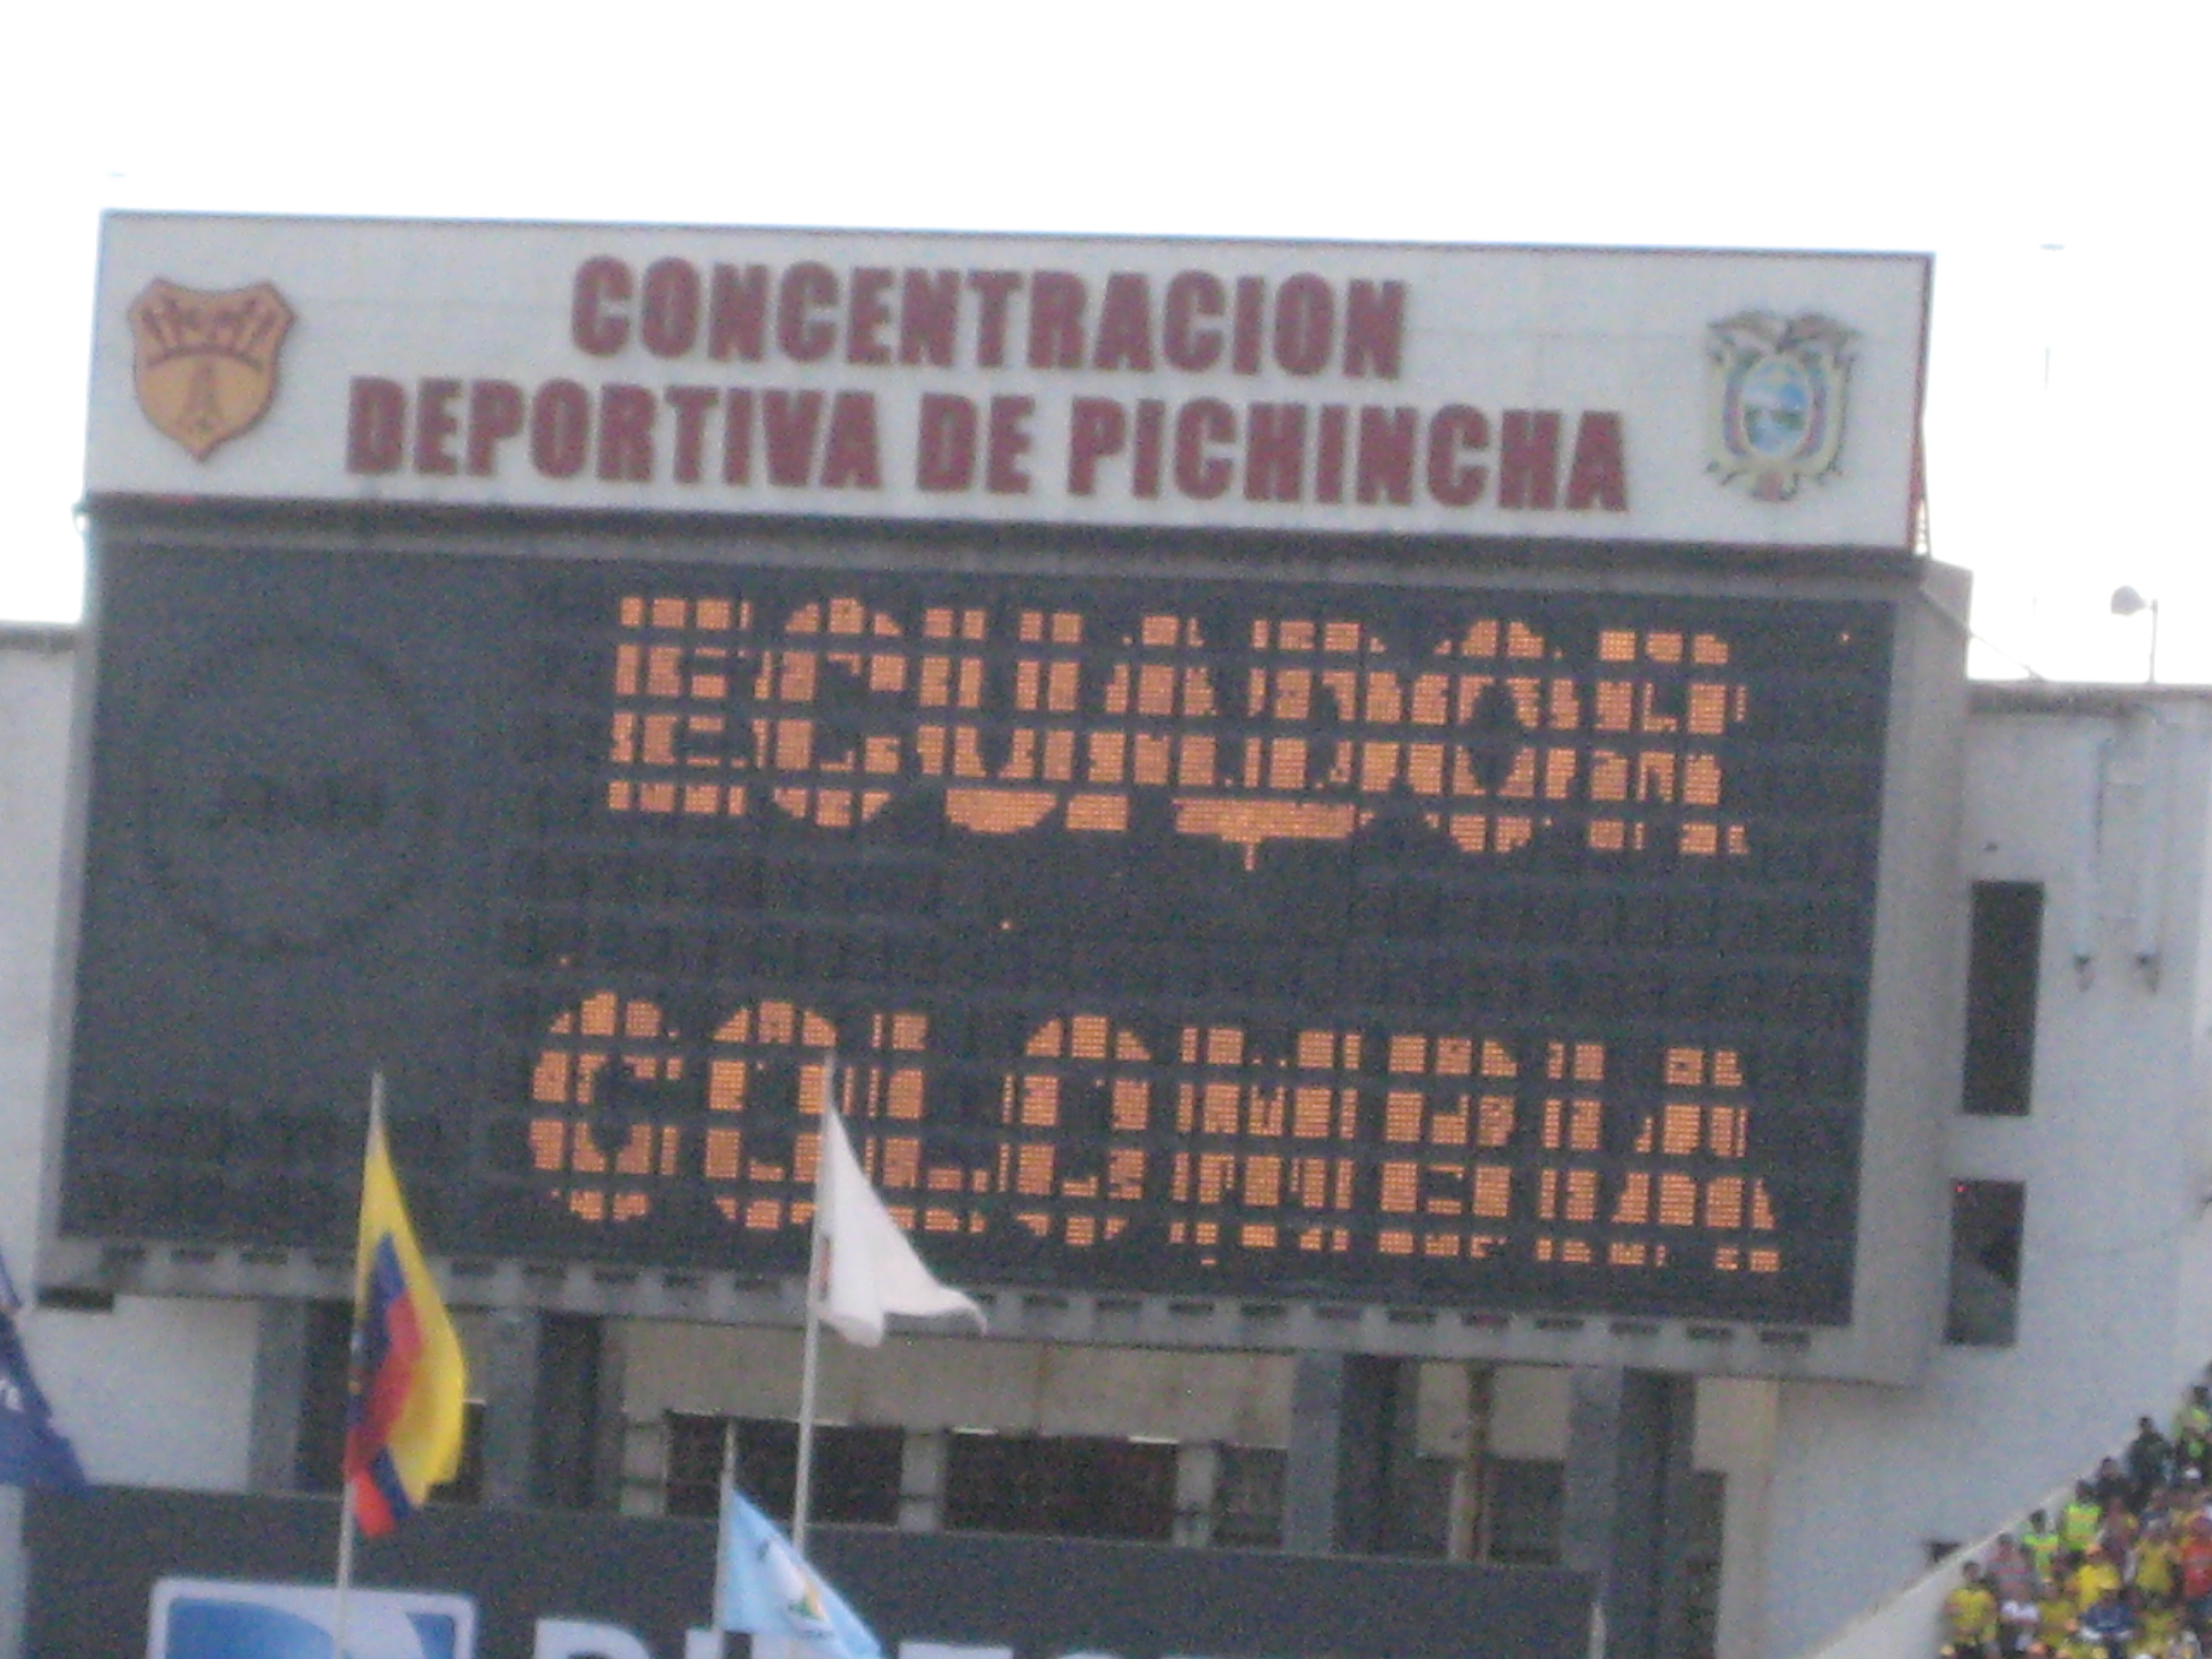 CONCENTRACION
DEPORTIVA DE PICHINCHA
ECUADOR
COLOMBIA